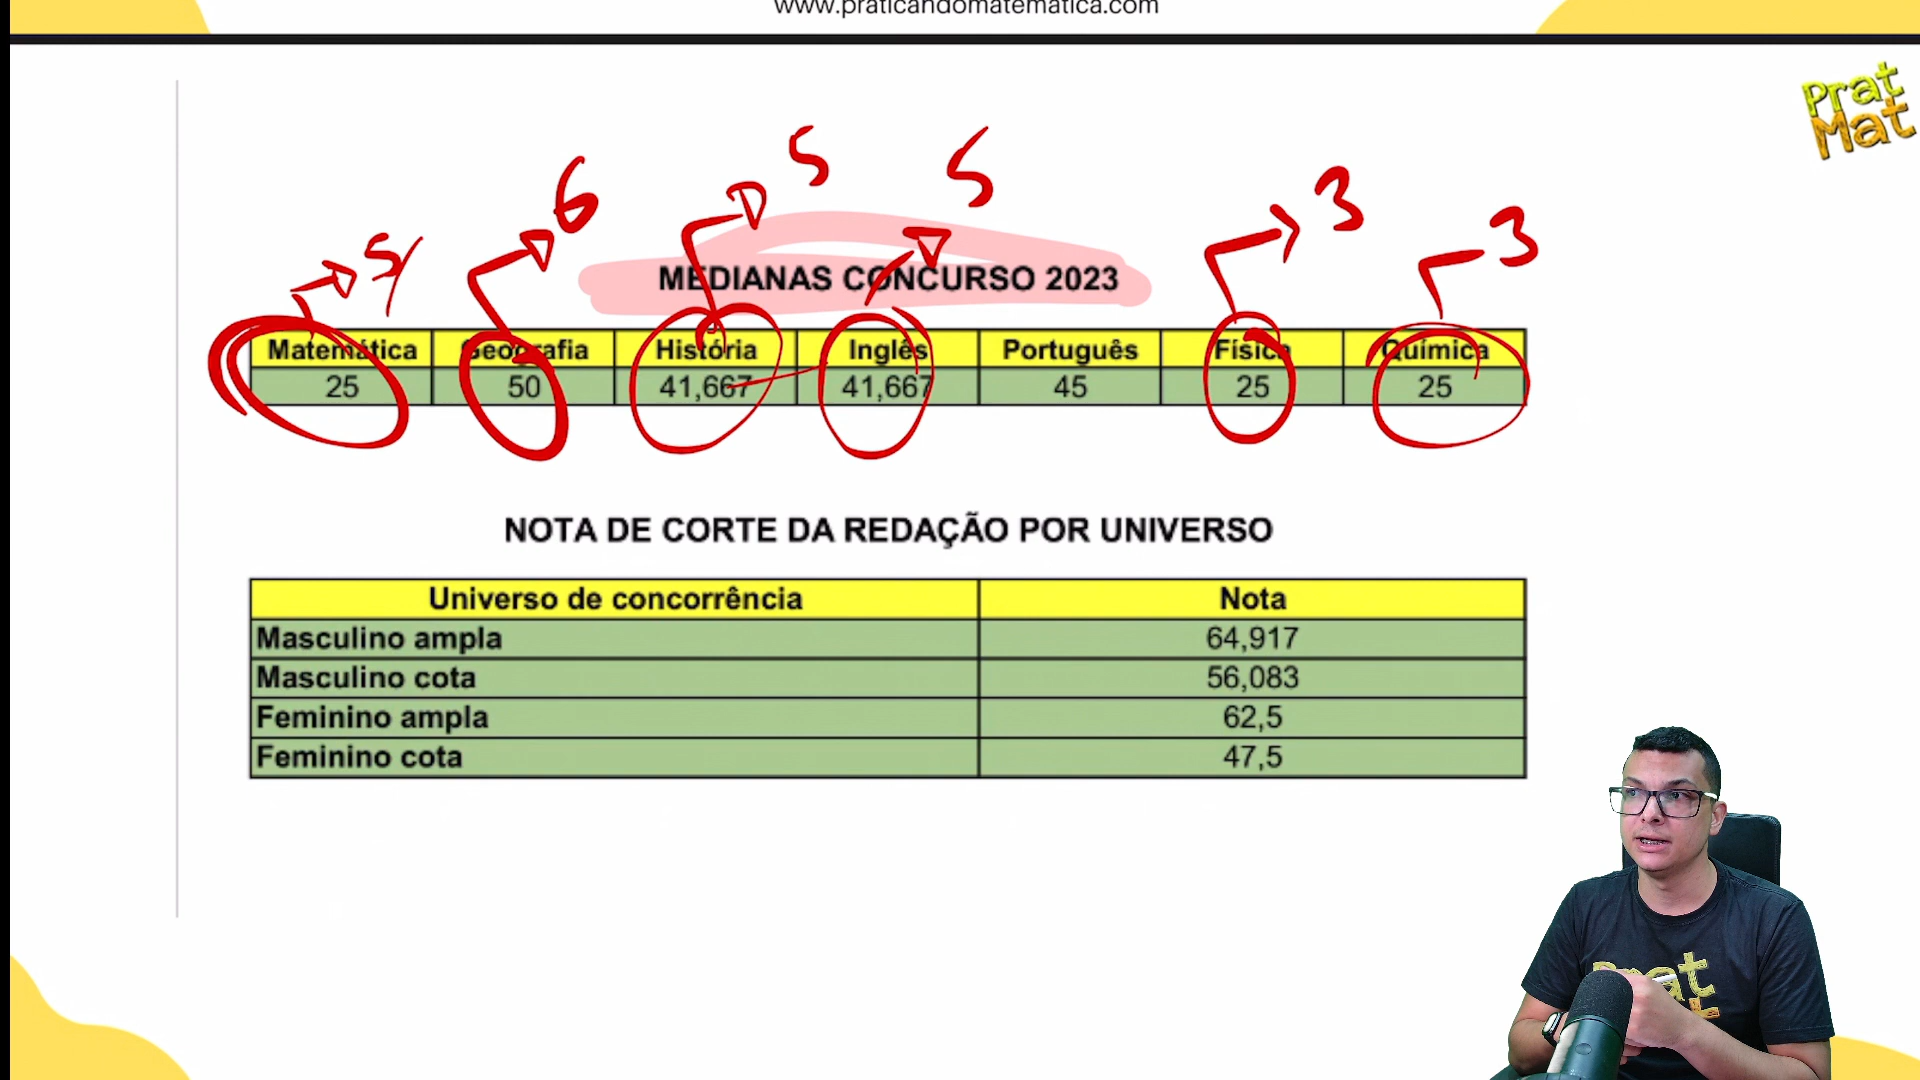 www.praticandomatematica.com
Prat
Mat
5
5
6
3
3
5
MEDIANAS CONCURSO 2023
Matemática Geografia História Inglês Português Física Química
25 50 41,667 41,667 45 25 25
NOTA DE CORTE DA REDAÇÃO POR UNIVERSO
Universo de concorrência Nota
Masculino ampla 64,917
Masculino cota 56,083
Feminino ampla 62,5
Feminino cota 47,5
Prat